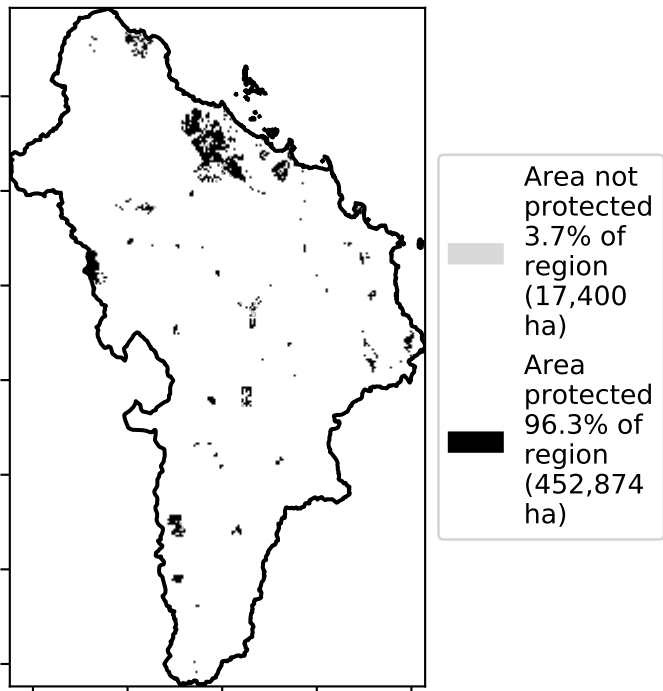 Area not
protected
3.7% of
region
(17,400
ha)
Area
protected
96.3% of
region
(452,874
ha)